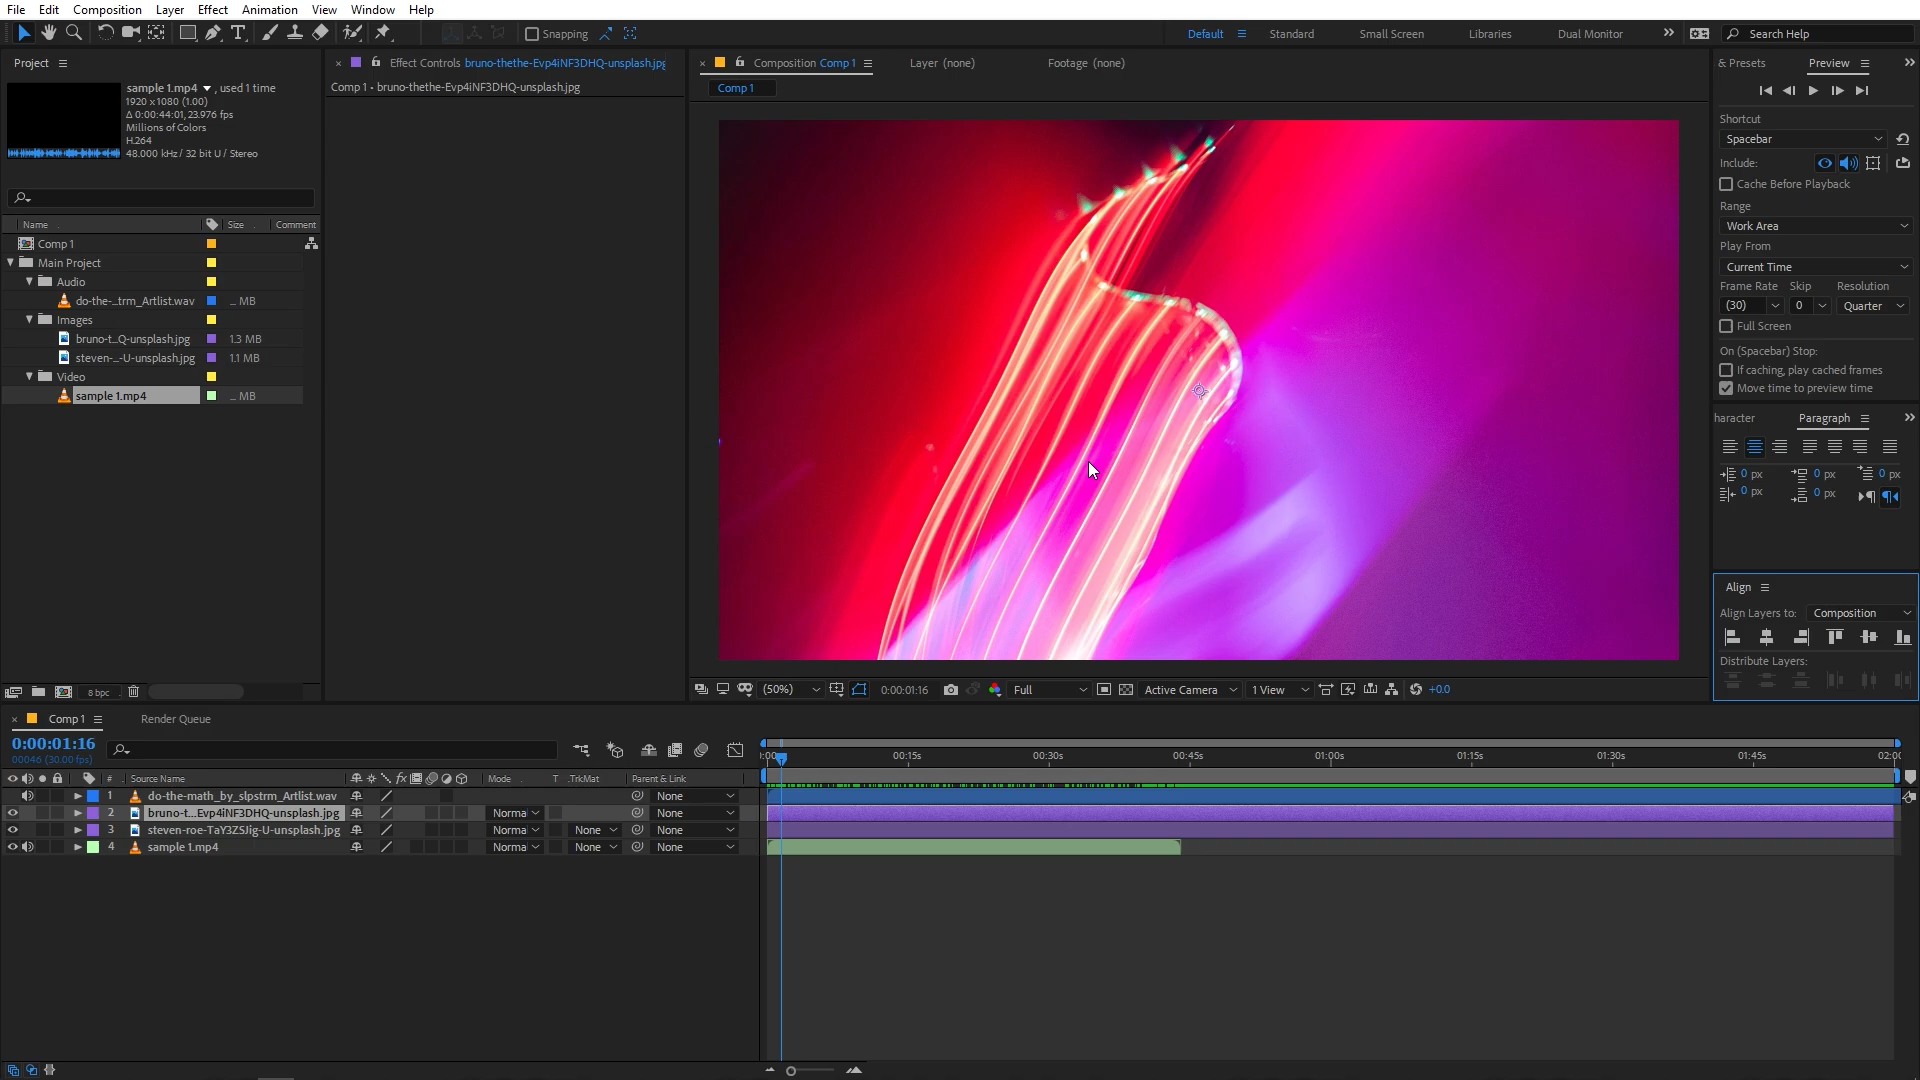 File Edit Composition Layer Effect Animation View Window Help
Snapping
Default Standard Small Screen Libraries Dual Monitor Search Help
Project
sample 1.mp4 , used 1 time
1920 x 1080 (1.00)
Δ 0:00:44:01, 23.976 fps
Millions of Colors
H.264
48.000 kHz / 32 bit U / Stereo
Name Size Comment
Comp 1
Main Project
Audio
do-the-...trm_Artlist.wav ... MB
Images
bruno-t...Q-unsplash.jpg 1.3 MB
steven-...-U-unsplash.jpg 1.1 MB
Video
sample 1.mp4 ... MB
8 bpc
Effect Controls bruno-thethe-Evp4iNF3DHQ-unsplash.jpg
Comp 1 • bruno-thethe-Evp4iNF3DHQ-unsplash.jpg
Composition Comp 1 Layer (none) Footage (none)
Comp 1
(50%) 0:00:01:16 Full Active Camera 1 View +0.0
& Presets Preview
Shortcut
Spacebar
Include:
Cache Before Playback
Range
Work Area
Play From
Current Time
Frame Rate Skip Resolution
(30) 0 Quarter
Full Screen
On (Spacebar) Stop:
If caching, play cached frames
Move time to preview time
haracter Paragraph
0 px 0 px 0 px
0 px 0 px
Align
Align Layers to: Composition
Distribute Layers:
Comp 1 Render Queue
0:00:01:16
00046 (30.00 fps)
# Source Name fx Mode T .TrkMat Parent & Link
:00 00:15s 00:30s 00:45s 01:00s 01:15s 01:30s 01:45s 02:00
1 do-the-math_by_slpstrm_Artlist.wav None
2 bruno-t...Evp4iNF3DHQ-unsplash.jpg Norma None
3 steven-roe-TaY3ZSJig-U-unsplash.jpg Norma None None
4 sample 1.mp4 Norma None None